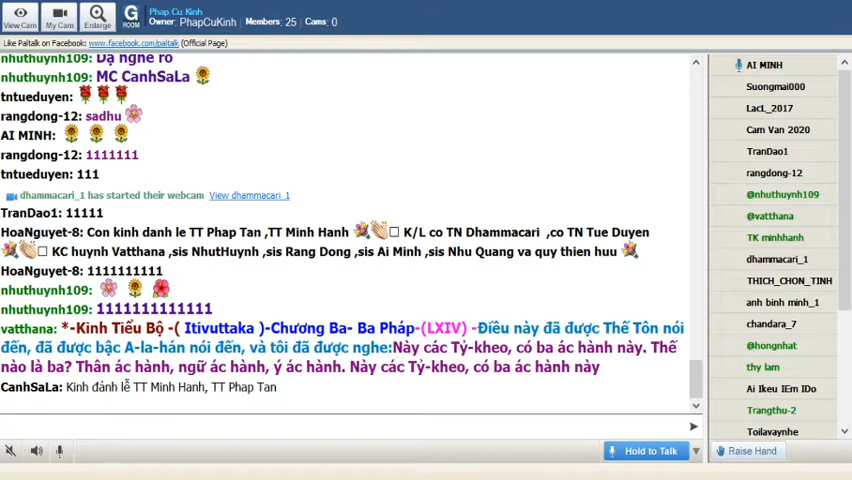 View Cam
My Cam
Enlarge
G
ROOM
Phap Cu Kinh
Owner: PhapCuKinh Members: 25 Cams: 0
Like Paltalk on Facebook: www.facebook.com/paltalk (Official Page)
nhuthuynh109: Dạ nghe rõ
nhuthuynh109: MC CanhSaLa
tntueduyen:
rangdong-12: sadhu
AI MINH:
rangdong-12: 1111111
tntueduyen: 111
dhammacari_1 has started their webcam View dhammacari_1
TranDao1: 11111
HoaNguyet-8: Con kinh danh le TT Phap Tan ,TT Minh Hanh K/L co TN Dhammacari ,co TN Tue Duyen
KC huynh Vatthana ,sis NhutHuynh ,sis Rang Dong ,sis Ai Minh ,sis Nhu Quang va quy thien huu
HoaNguyet-8: 1111111111
nhuthuynh109:
nhuthuynh109: 1111111111111
vatthana: *-Kinh Tiểu Bộ -( Itivuttaka )-Chương Ba- Ba Pháp-(LXIV) -Điều này đã được Thế Tôn nói
đến, đã được bậc A-la-hán nói đến, và tôi đã được nghe:Này các Tỷ-kheo, có ba ác hành này. Thế
nào là ba? Thân ác hành, ngữ ác hành, ý ác hành. Này các Tỷ-kheo, có ba ác hành này
CanhSaLa: Kính đảnh lễ TT Minh Hanh, TT Phap Tan
Hold to Talk
AI MINH
Suongmai000
LacL_2017
Cam Van 2020
TranDao1
rangdong-12
@nhuthuynh109
@vatthana
TK minhhanh
dhammacari_1
THICH_CHON_TINH
anh binh minh_1
chandara_7
@hongnhat
thy lam
Ai Ikeu IEm IDo
Trangthu-2
Toilavaynhe
Raise Hand